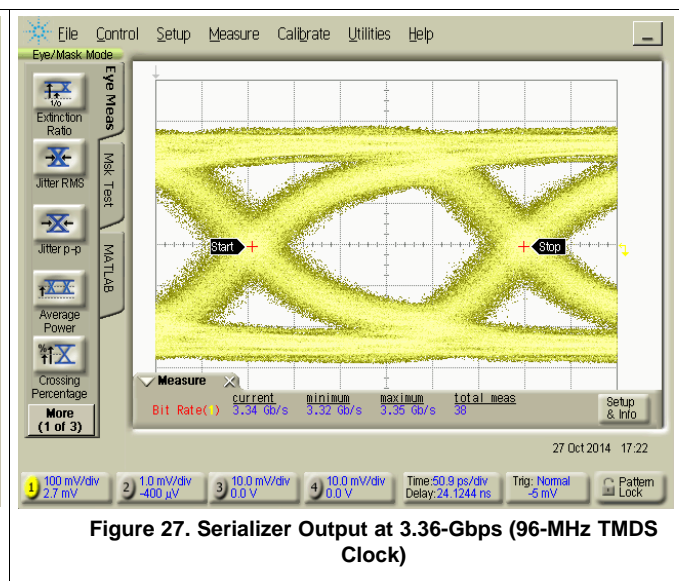 File Control Setup Measure Calibrate Utilities Help
Eye/Mask Mode
Eye Meas
Msk Test
MATLAB
1/0
Extinction
Ratio
Jitter RMS
Jitter p-p
Average
Power
%
Crossing
Percentage
More
(1 of 3)
Start
Stop
Measure
current minimum maximum total meas
Bit Rate(1) 3.34 Gb/s 3.32 Gb/s 3.35 Gb/s 38
Setup
& Info
27 Oct 2014 17:22
1 100 mV/div
2.7 mV
2 1.0 mV/div
-400 μV
3 10.0 mV/div
0.0 V
4 10.0 mV/div
0.0 V
Time:50.9 ps/div
Delay:24.1244 ns
Trig: Normal
-5 mV
Pattern
Lock
Figure 27. Serializer Output at 3.36-Gbps (96-MHz TMDS
Clock)